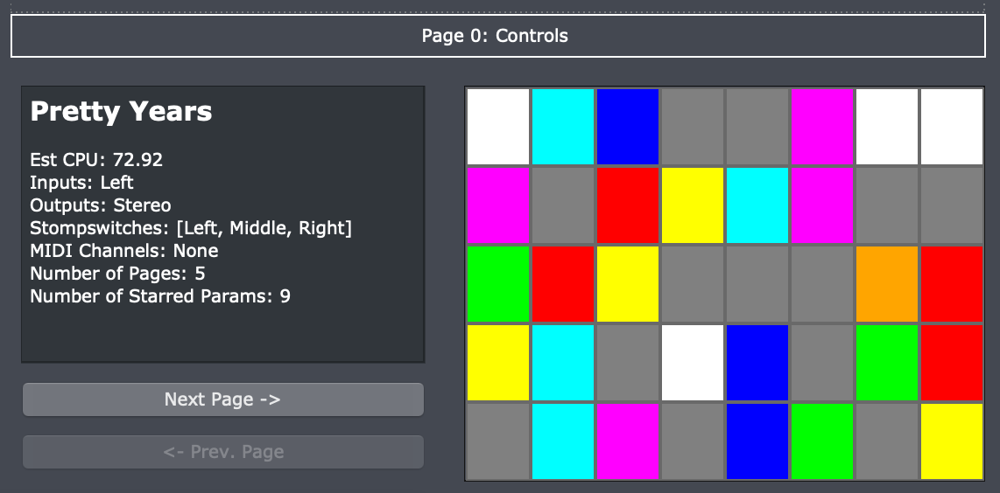 Page 0: Controls
Pretty Years
Est CPU: 72.92
Inputs: Left
Outputs: Stereo
Stompswitches: [Left, Middle, Right]
MIDI Channels: None
Number of Pages: 5
Number of Starred Params: 9
Next Page ->
<- Prev. Page